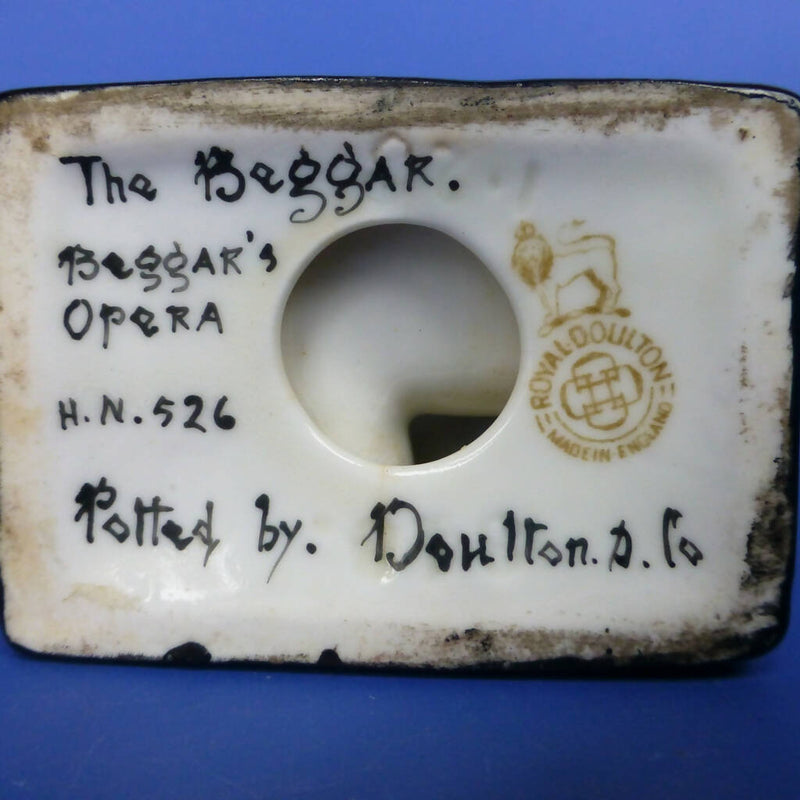 The Beggar.
Beggar's
Opera
H.N.526
Potted by. Doulton.&.Co
ROYAL·DOULTON
MADE IN·ENGLAND